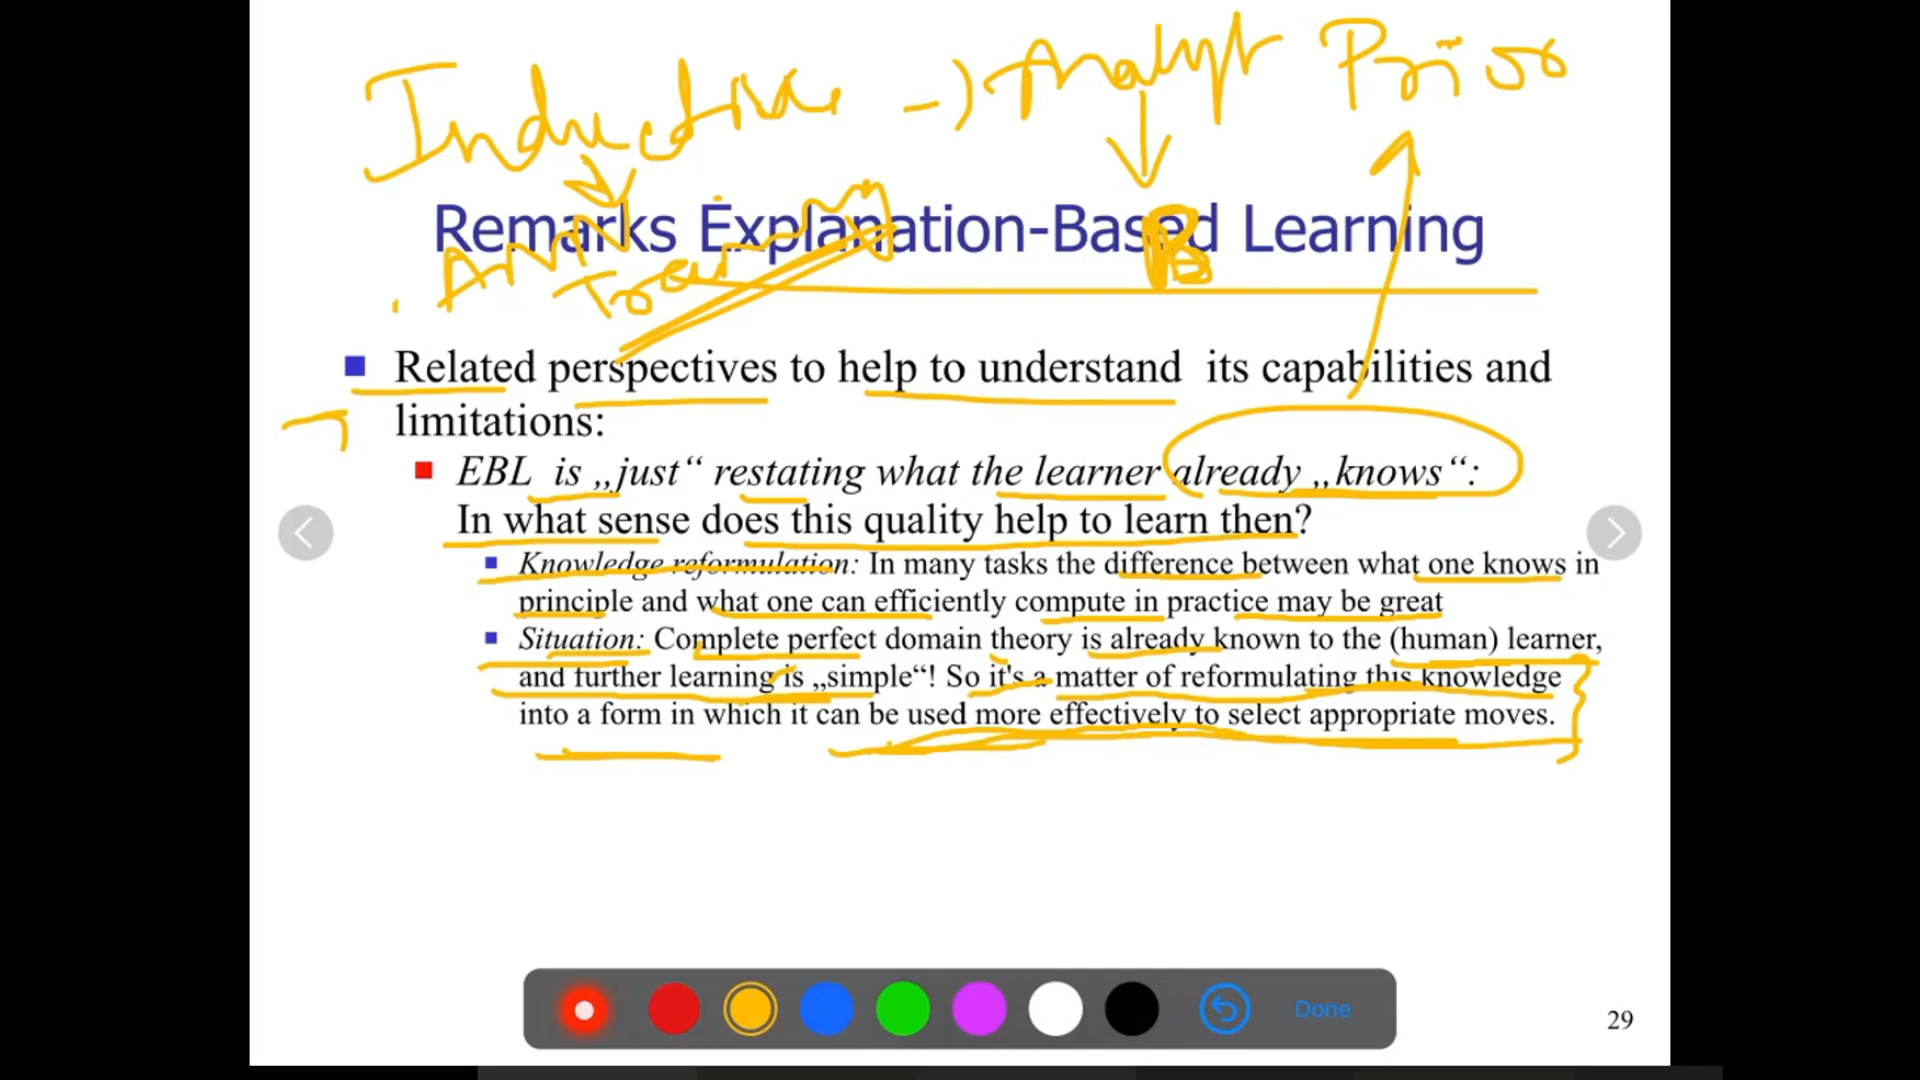 Inductive -) Analyt Prior
Remarks Explanation-Based Learning
B
. ANN
Related perspectives to help to understand its capabilities and
limitations:
EBL is „just“ restating what the learner already „knows“:
In what sense does this quality help to learn then?
Knowledge reformulation: In many tasks the difference between what one knows in
principle and what one can efficiently compute in practice may be great
Situation: Complete perfect domain theory is already known to the (human) learner,
and further learning is „simple“! So it's a matter of reformulating this knowledge
into a form in which it can be used more effectively to select appropriate moves.
Done
29